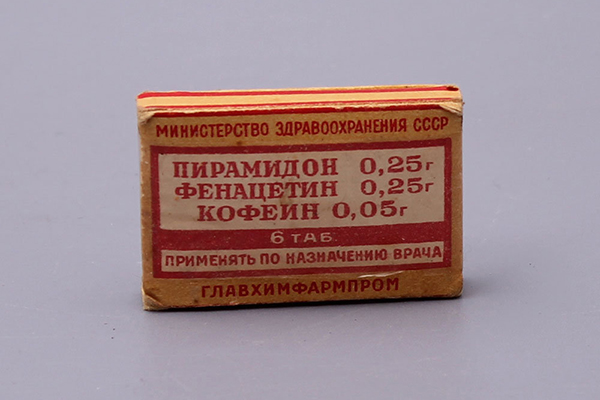 МИНИСТЕРСТВО ЗДРАВООХРАНЕНИЯ СССР
ПИРАМИДОН 0,25г
ФЕНАЦЕТИН 0,25г
КОФЕИН 0,05г
6 ТАБ.
ПРИМЕНЯТЬ ПО НАЗНАЧЕНИЮ ВРАЧА
ГЛАВХИМФАРМПРОМ